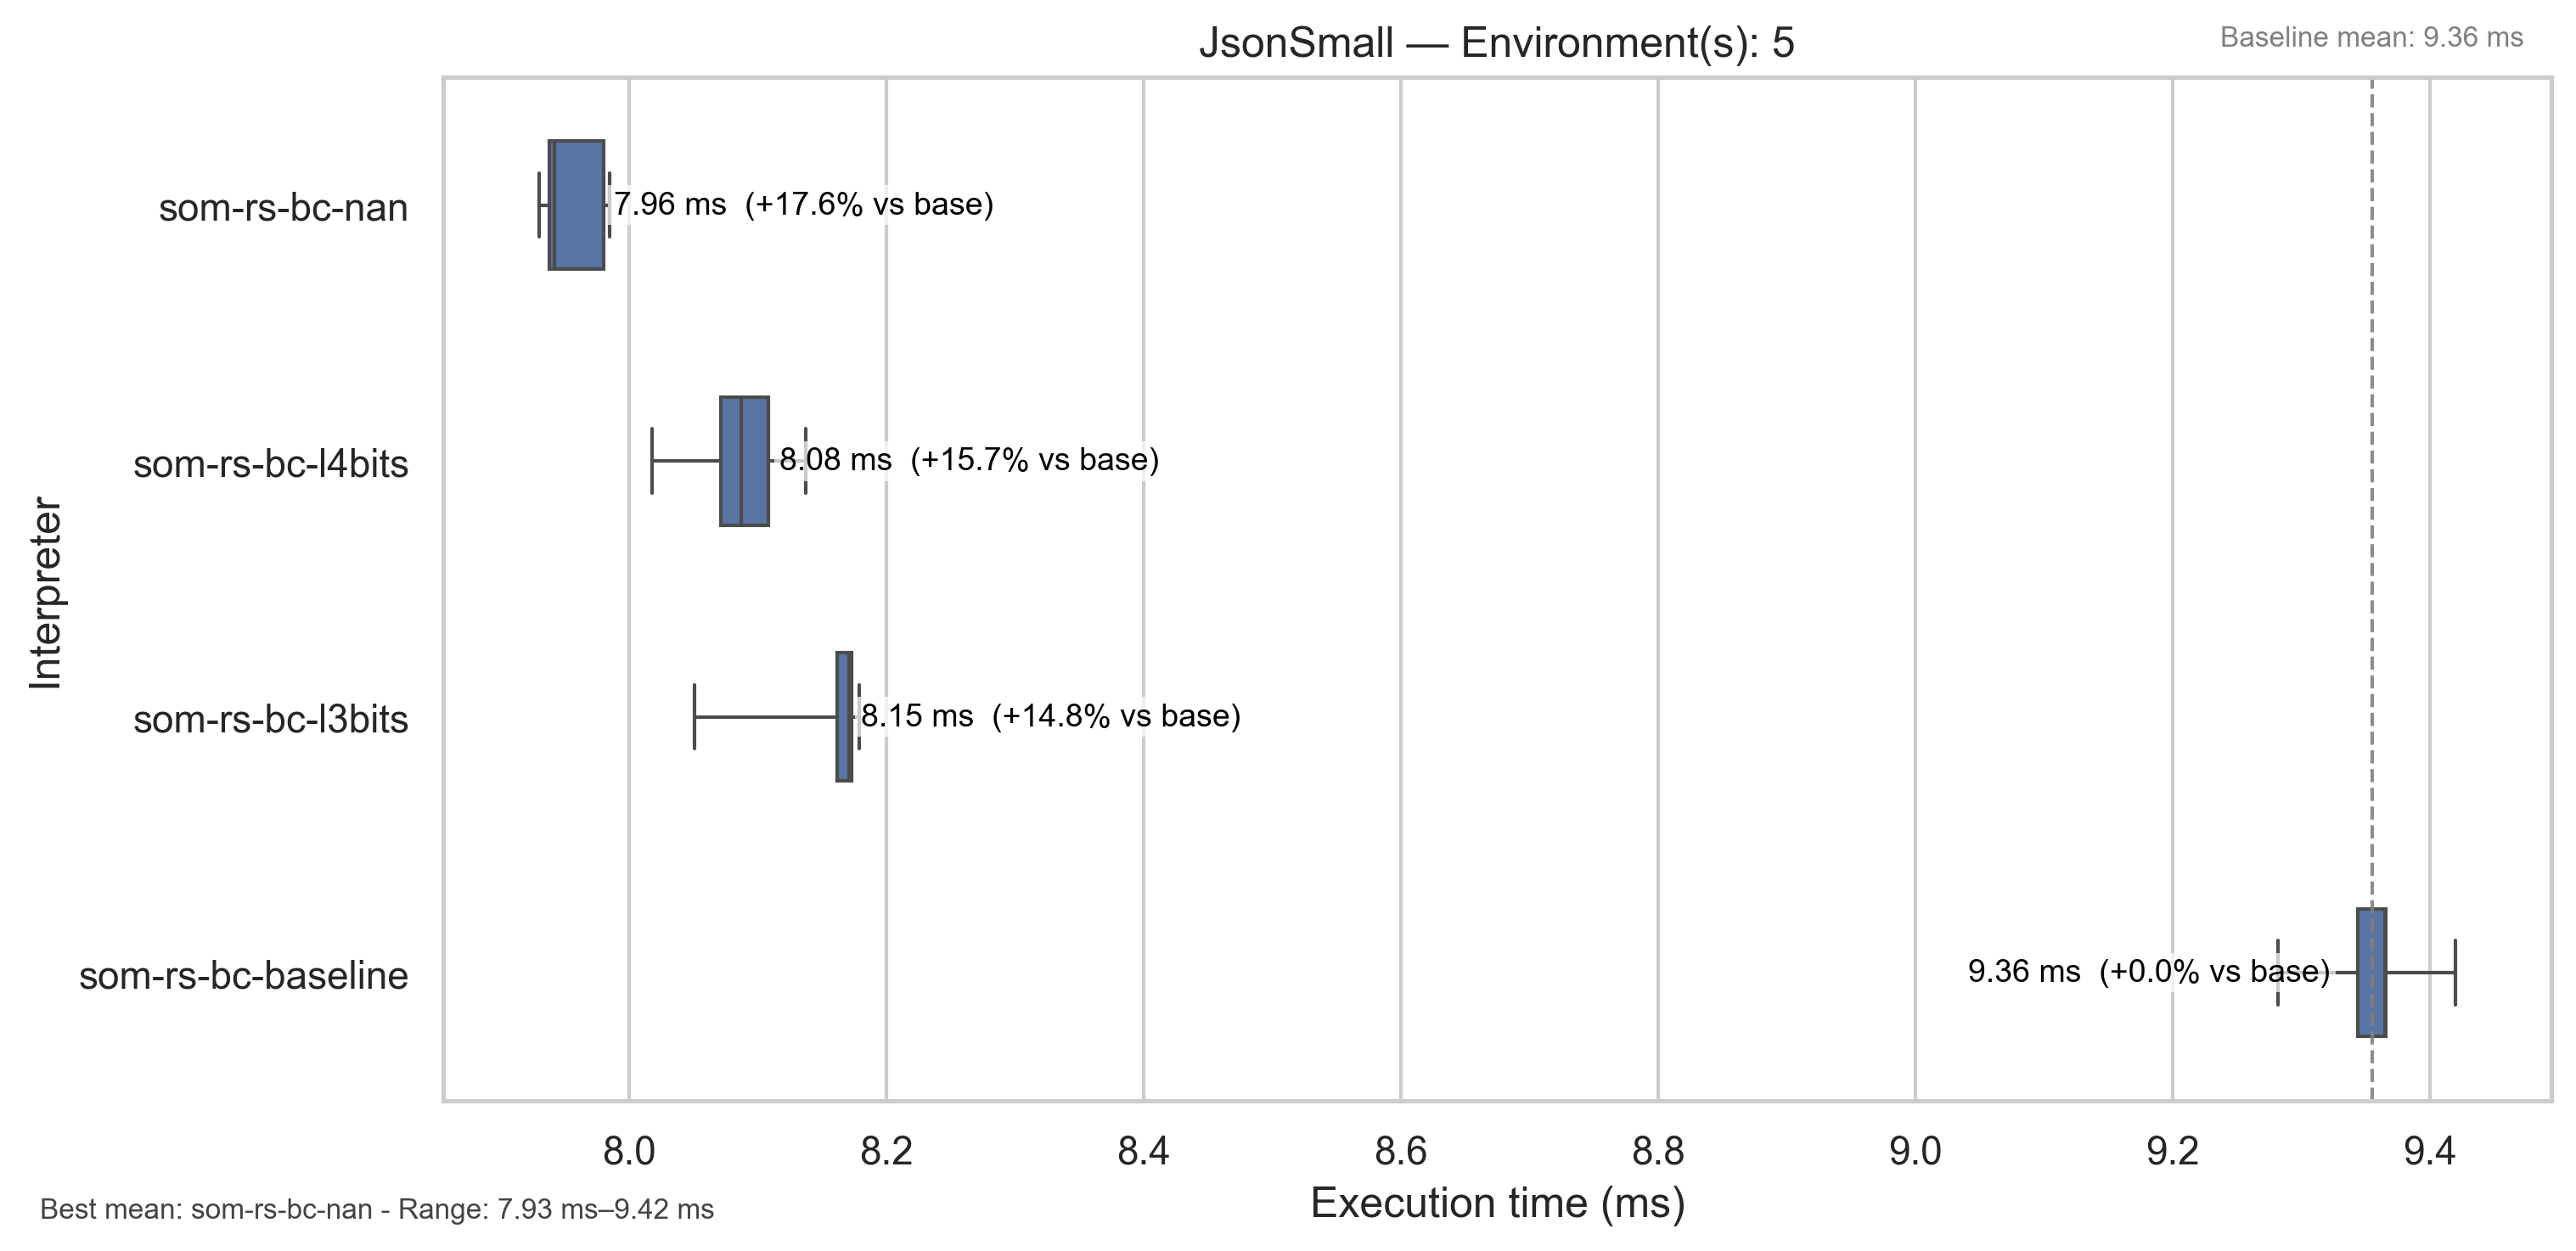 JsonSmall — Environment(s): 5
Baseline mean: 9.36 ms
Interpreter
som-rs-bc-nan
7.96 ms  (+17.6% vs base)
som-rs-bc-l4bits
8.08 ms  (+15.7% vs base)
som-rs-bc-l3bits
8.15 ms  (+14.8% vs base)
som-rs-bc-baseline
9.36 ms  (+0.0% vs base)
8.0 8.2 8.4 8.6 8.8 9.0 9.2 9.4
Execution time (ms)
Best mean: som-rs-bc-nan - Range: 7.93 ms–9.42 ms